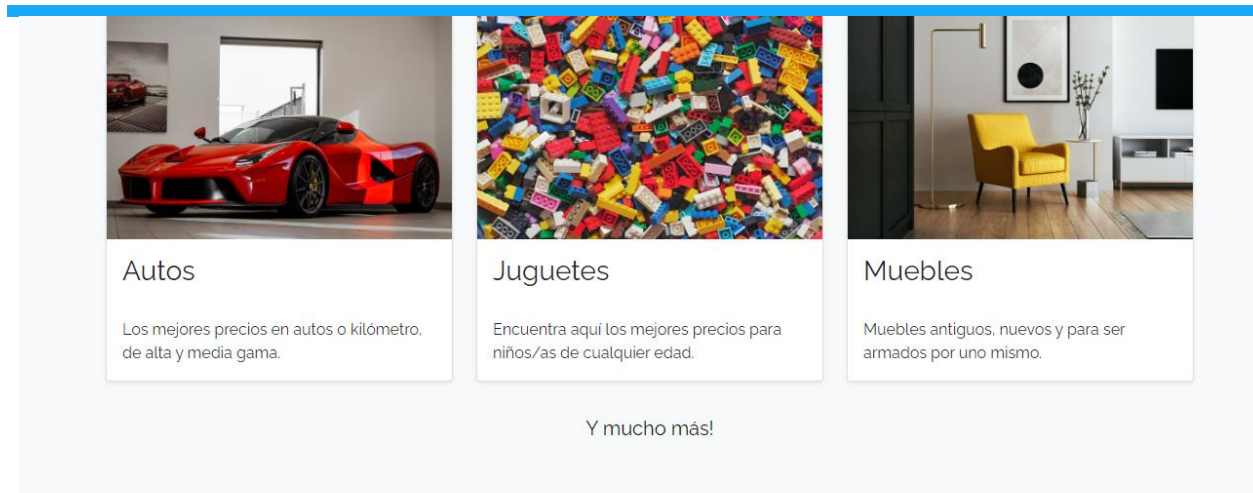 Autos
Los mejores precios en autos o kilómetro,
de alta y media gama.
Juguetes
Encuentra aquí los mejores precios para
niños/as de cualquier edad.
Muebles
Muebles antiguos, nuevos y para ser
armados por uno mismo.
Y mucho más!